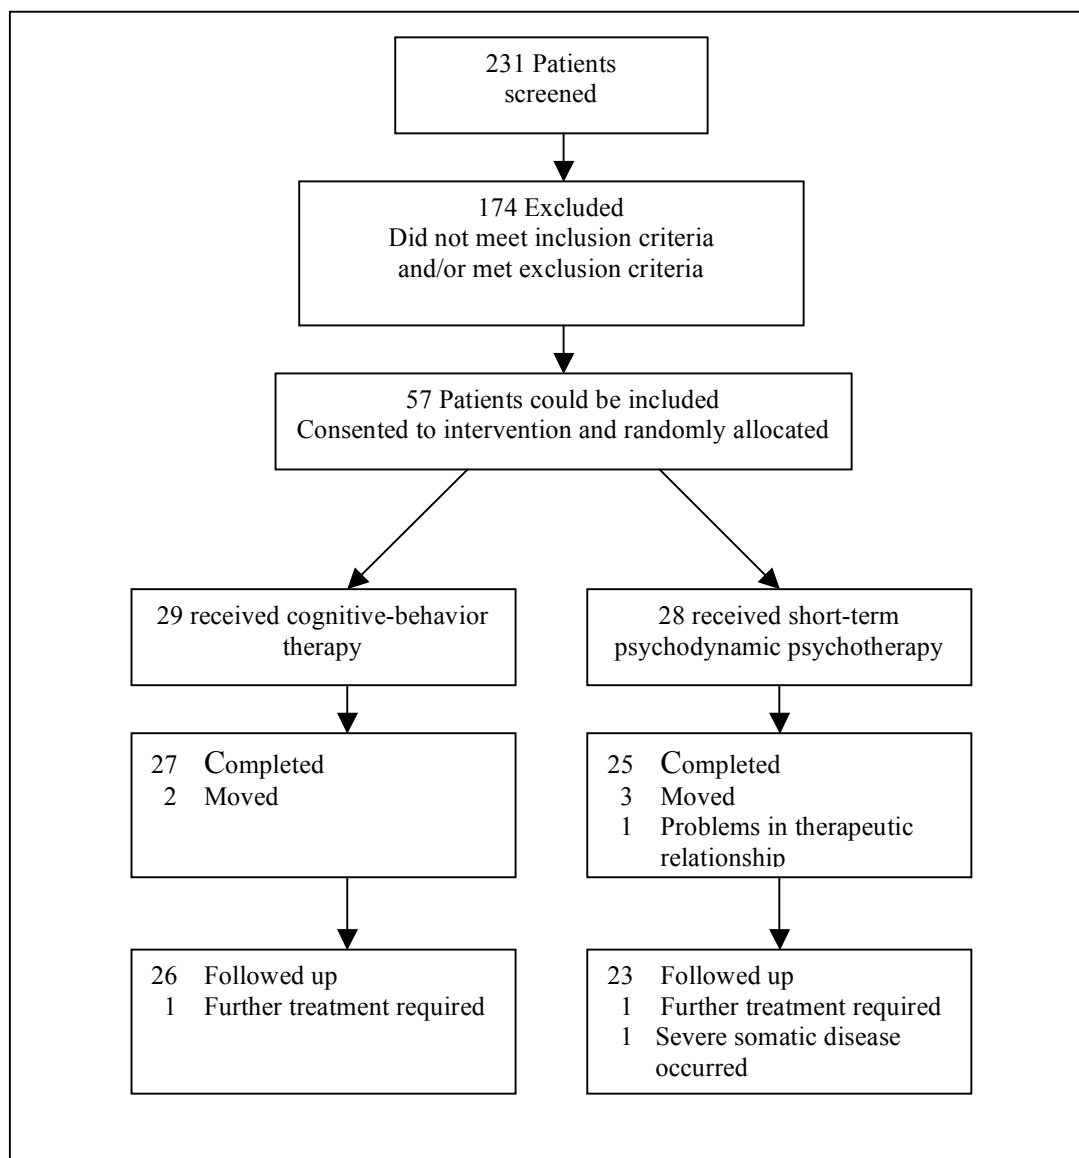 231 Patients
screened
174 Excluded
Did not meet inclusion criteria
and/or met exclusion criteria
57 Patients could be included
Consented to intervention and randomly allocated
29 received cognitive-behavior
therapy
28 received short-term
psychodynamic psychotherapy
27 Completed
2 Moved
25 Completed
3 Moved
1 Problems in therapeutic
relationship
26 Followed up
1 Further treatment required
23 Followed up
1 Further treatment required
1 Severe somatic disease
occurred